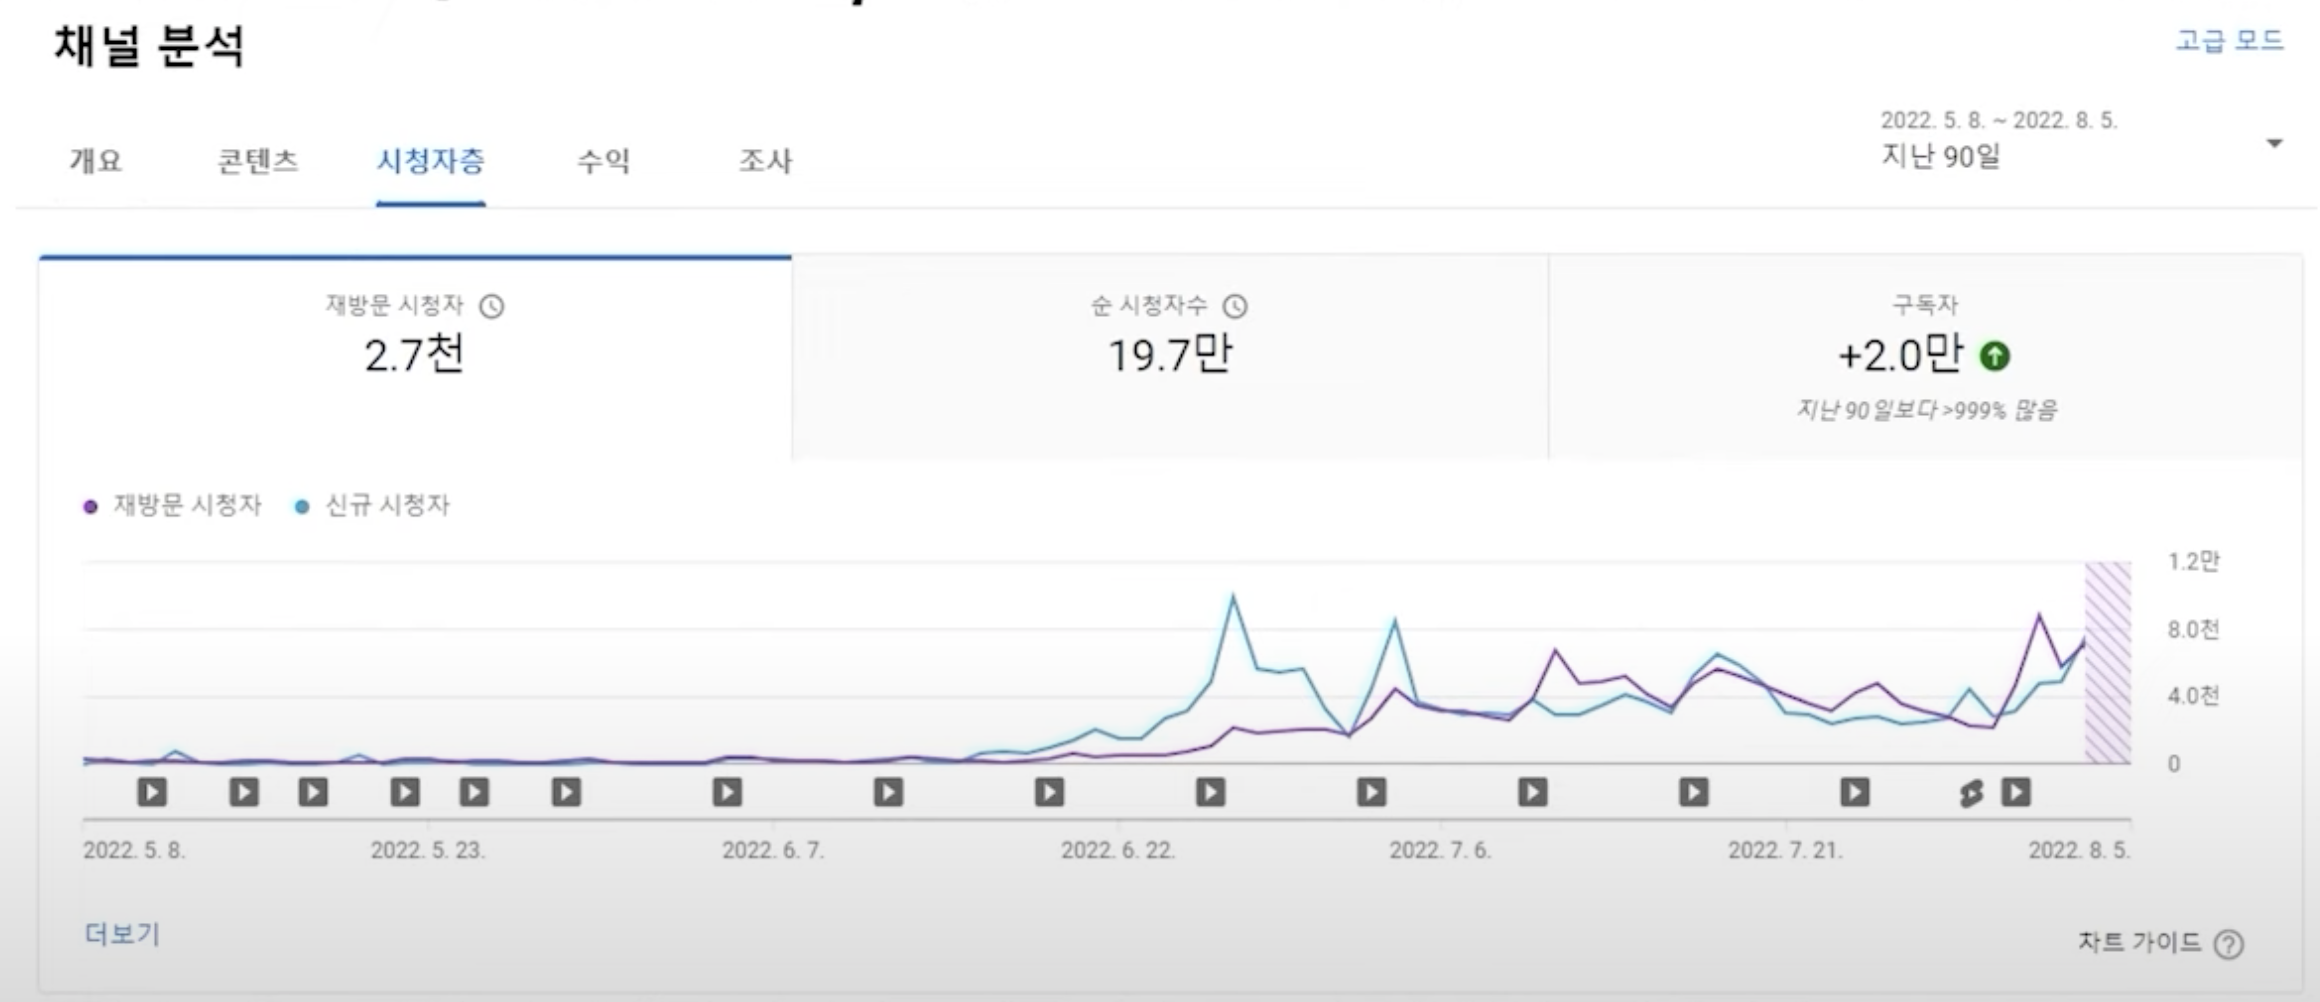 채널 분석
고급 모드
개요 콘텐츠 시청자층 수익 조사
2022. 5. 8. ~ 2022. 8. 5.
지난 90일
재방문 시청자
2.7천
순 시청자수
19.7만
구독자
+2.0만
지난 90일보다 >999% 많음
재방문 시청자 신규 시청자
1.2만
8.0천
4.0천
0
2022. 5. 8. 2022. 5. 23. 2022. 6. 7. 2022. 6. 22. 2022. 7. 6. 2022. 7. 21. 2022. 8. 5.
더보기
차트 가이드 ?